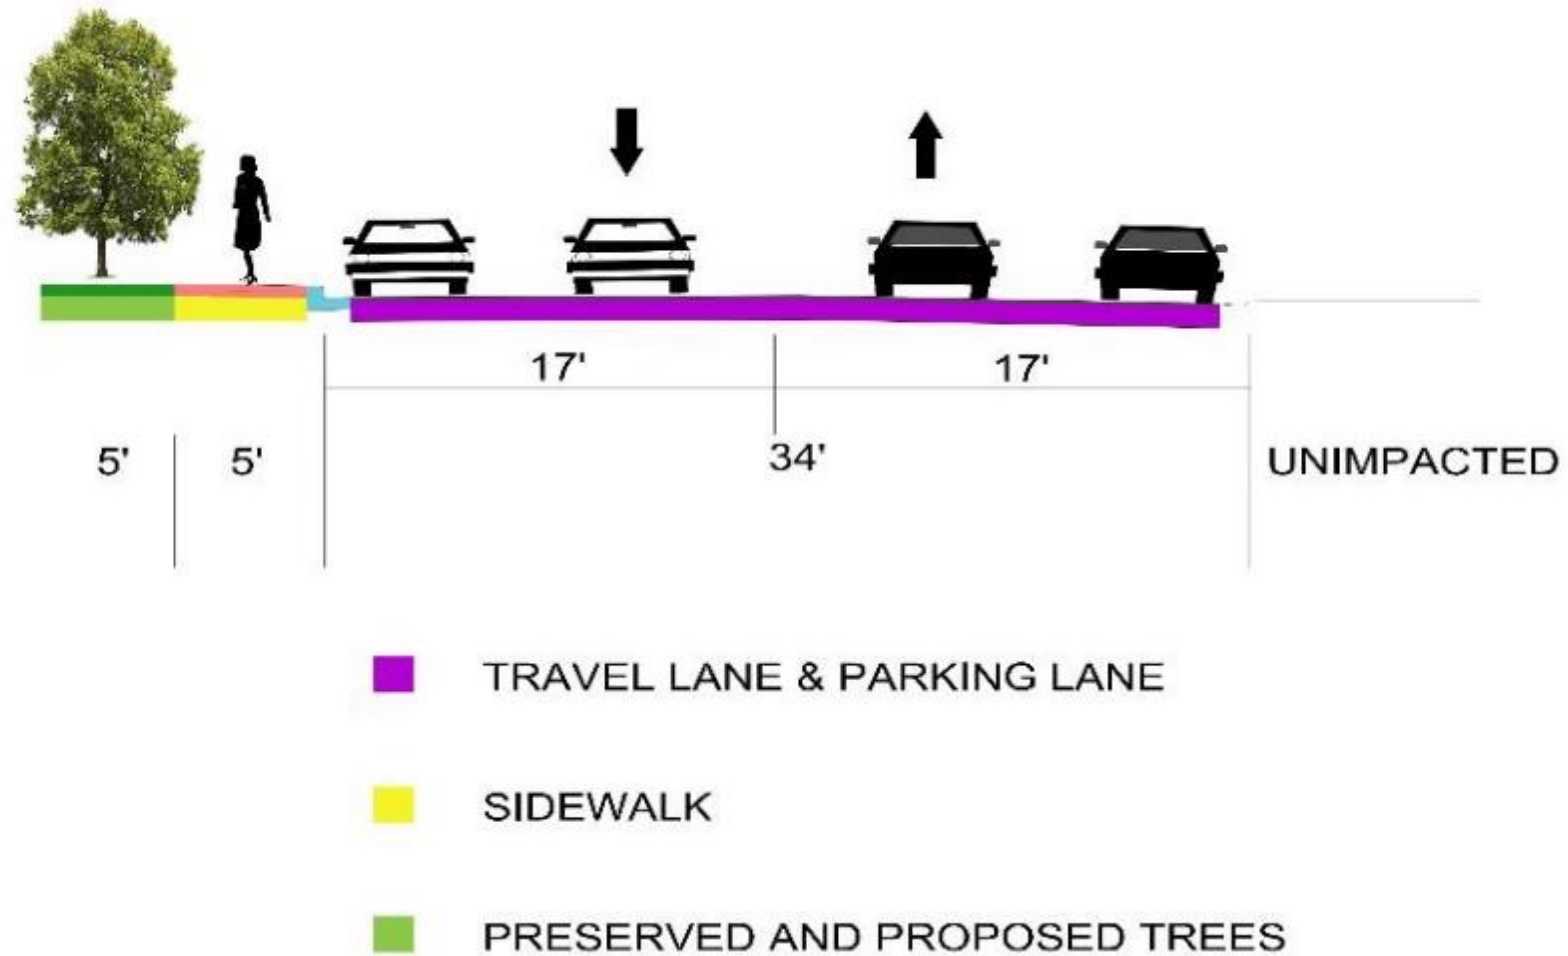 17' 17'
5' 5' 34' UNIMPACTED
TRAVEL LANE & PARKING LANE
SIDEWALK
PRESERVED AND PROPOSED TREES